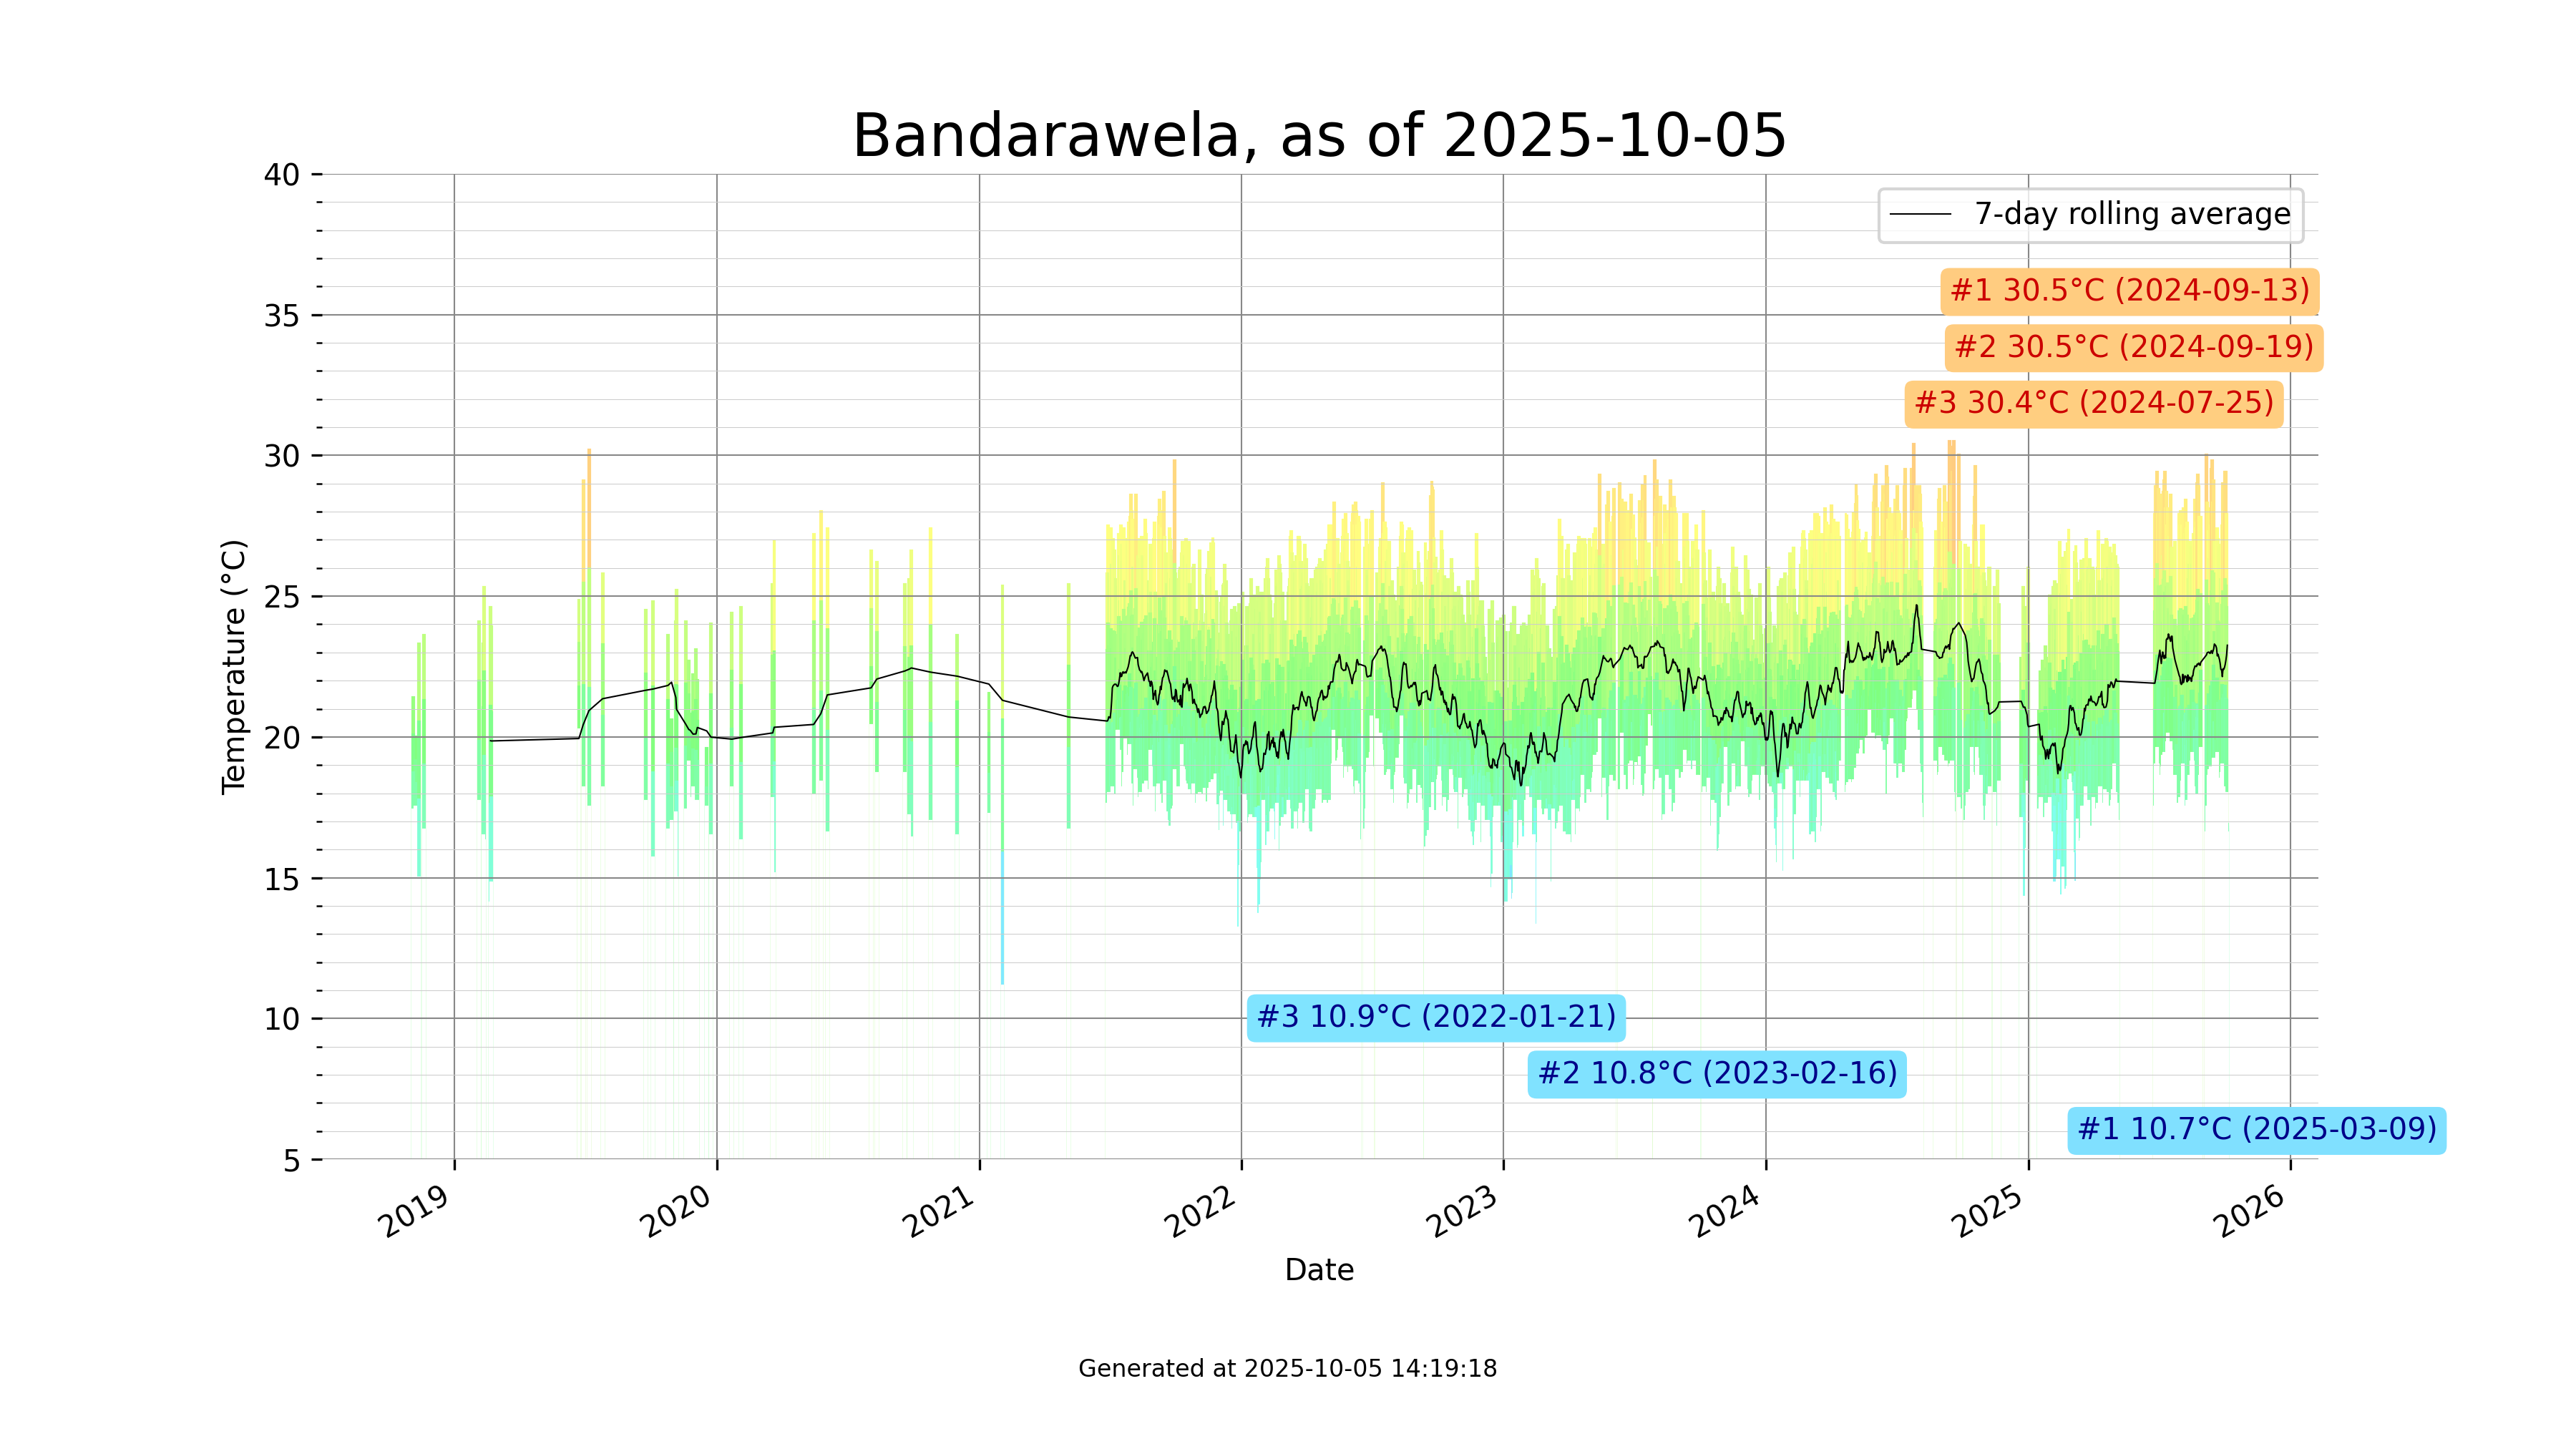 Bandarawela, as of 2025-10-05
40
35
30
25
20
15
10
5
Temperature (°C)
7-day rolling average
#1 30.5°C (2024-09-13)
#2 30.5°C (2024-09-19)
#3 30.4°C (2024-07-25)
#3 10.9°C (2022-01-21)
#2 10.8°C (2023-02-16)
#1 10.7°C (2025-03-09)
2019
2020
2021
2022
2023
2024
2025
2026
Date
Generated at 2025-10-05 14:19:18